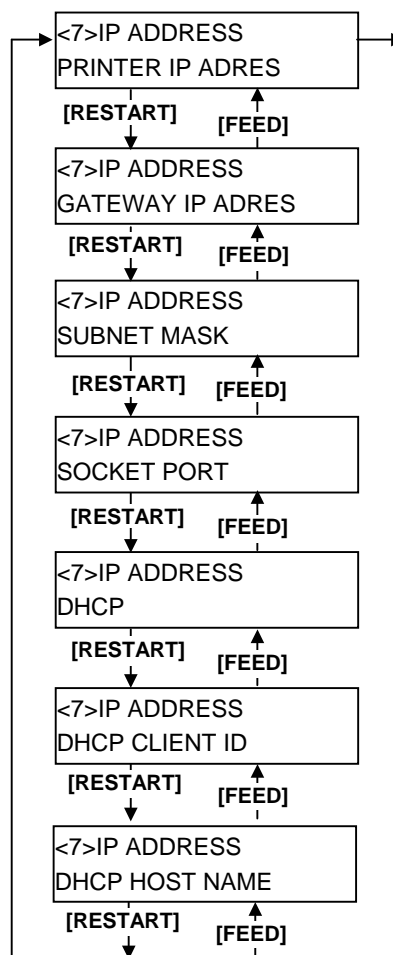 <7>IP ADDRESS
PRINTER IP ADRES
[RESTART] [FEED]
<7>IP ADDRESS
GATEWAY IP ADRES
[RESTART] [FEED]
<7>IP ADDRESS
SUBNET MASK
[RESTART] [FEED]
<7>IP ADDRESS
SOCKET PORT
[RESTART] [FEED]
<7>IP ADDRESS
DHCP
[RESTART] [FEED]
<7>IP ADDRESS
DHCP CLIENT ID
[RESTART] [FEED]
<7>IP ADDRESS
DHCP HOST NAME
[RESTART] [FEED]